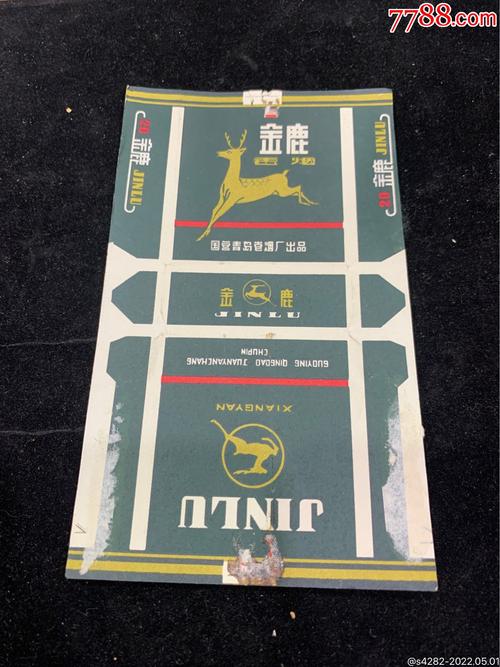 7788.com
金鹿
香烟
20 金鹿 JINLU
20 金鹿 JINLU
国营青岛卷烟厂出品
金 鹿
JINLU
GUOYING QINGDAO JUANYANCHANG
CHUPIN
XIANGYAN
JINLU
@s4282-2022.05.01